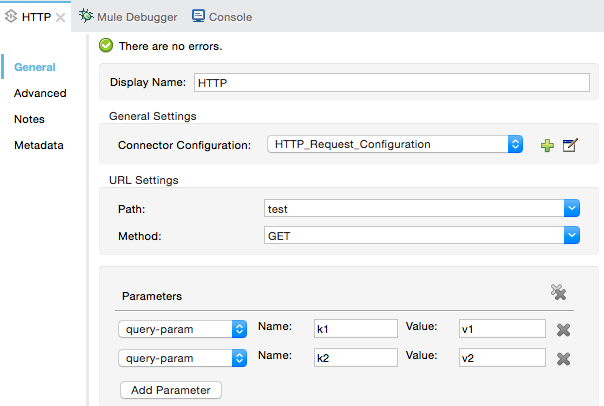 HTTP Mule Debugger Console
There are no errors.
General
Advanced
Notes
Metadata
Display Name: HTTP
General Settings
Connector Configuration: HTTP_Request_Configuration
URL Settings
Path: test
Method: GET
Parameters
query-param Name: k1 Value: v1
query-param Name: k2 Value: v2
Add Parameter